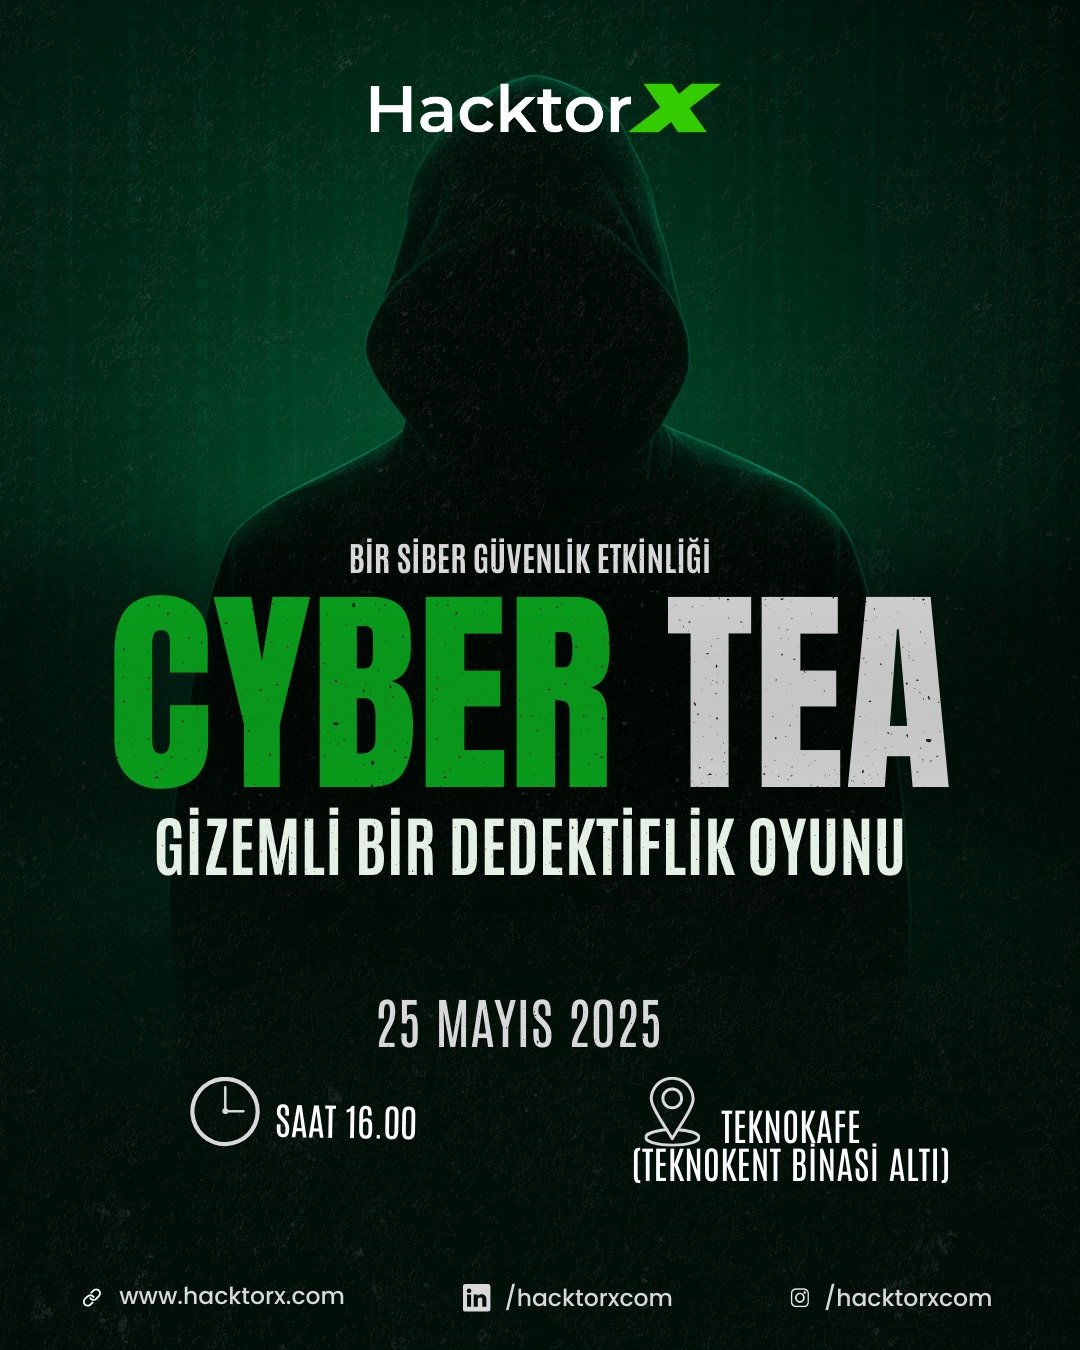 HacktorX
BİR SİBER GÜVENLİK ETKİNLİĞİ
CYBER TEA
GİZEMLİ BİR DEDEKTİFLİK OYUNU
25 MAYIS 2025
SAAT 16.00
TEKNOKAFE
(TEKNOKENT BİNASİ ALTI)
www.hacktorx.com
/hacktorxcom
/hacktorxcom